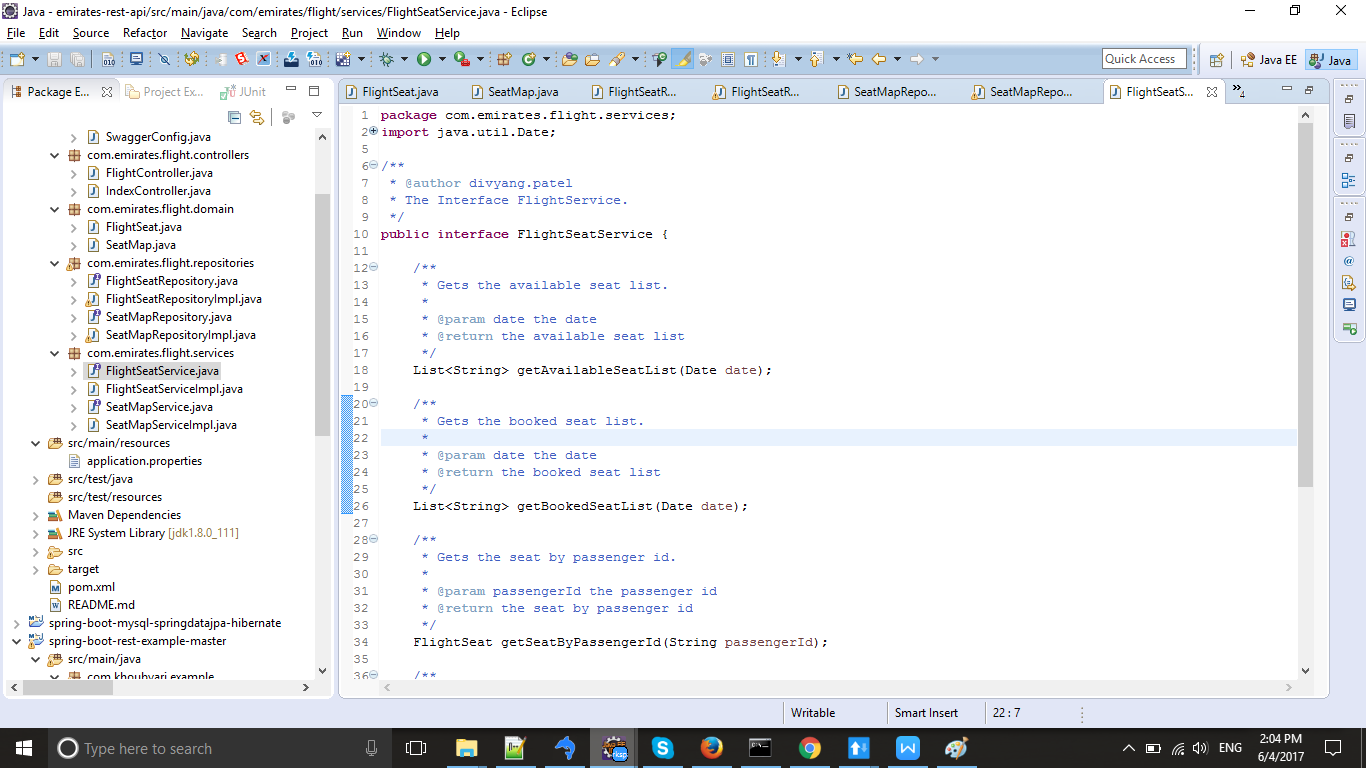 Java - emirates-rest-api/src/main/java/com/emirates/flight/services/FlightSeatService.java - Eclipse
File Edit Source Refactor Navigate Search Project Run Window Help
Quick Access Java EE Java
Package E... Project Ex... JUnit
FlightSeat.java SeatMap.java FlightSeatR... FlightSeatR... SeatMapRepo... SeatMapRepo... FlightSeatS... 4
SwaggerConfig.java
com.emirates.flight.controllers
FlightController.java
IndexController.java
com.emirates.flight.domain
FlightSeat.java
SeatMap.java
com.emirates.flight.repositories
FlightSeatRepository.java
FlightSeatRepositoryImpl.java
SeatMapRepository.java
SeatMapRepositoryImpl.java
com.emirates.flight.services
FlightSeatService.java
FlightSeatServiceImpl.java
SeatMapService.java
SeatMapServiceImpl.java
src/main/resources
application.properties
src/test/java
src/test/resources
Maven Dependencies
JRE System Library [jdk1.8.0_111]
src
target
pom.xml
README.md
spring-boot-mysql-springdatajpa-hibernate
spring-boot-rest-example-master
src/main/java
com.khoubyari.example
1 package com.emirates.flight.services;
2 import java.util.Date;
5
6 /**
7 * @author divyang.patel
8 * The Interface FlightService.
9 */
10 public interface FlightSeatService {
11
12 /**
13 * Gets the available seat list.
14 *
15 * @param date the date
16 * @return the available seat list
17 */
18 List<String> getAvailableSeatList(Date date);
19
20 /**
21 * Gets the booked seat list.
22 *
23 * @param date the date
24 * @return the booked seat list
25 */
26 List<String> getBookedSeatList(Date date);
27
28 /**
29 * Gets the seat by passenger id.
30 *
31 * @param passengerId the passenger id
32 * @return the seat by passenger id
33 */
34 FlightSeat getSeatByPassengerId(String passengerId);
35
36 /**
Writable Smart Insert 22 : 7
Type here to search
ENG
2:04 PM
6/4/2017